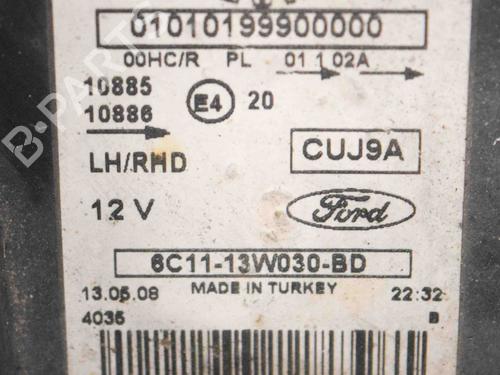 01010199900000
00HC/R PL 01 1 02A
10885
10886
E4 20
LH/RHD
CUJ9A
12 V
Ford
6C11-13W030-BD
13.05.08 MADE IN TURKEY 22:32
4035 B
B-PARTS